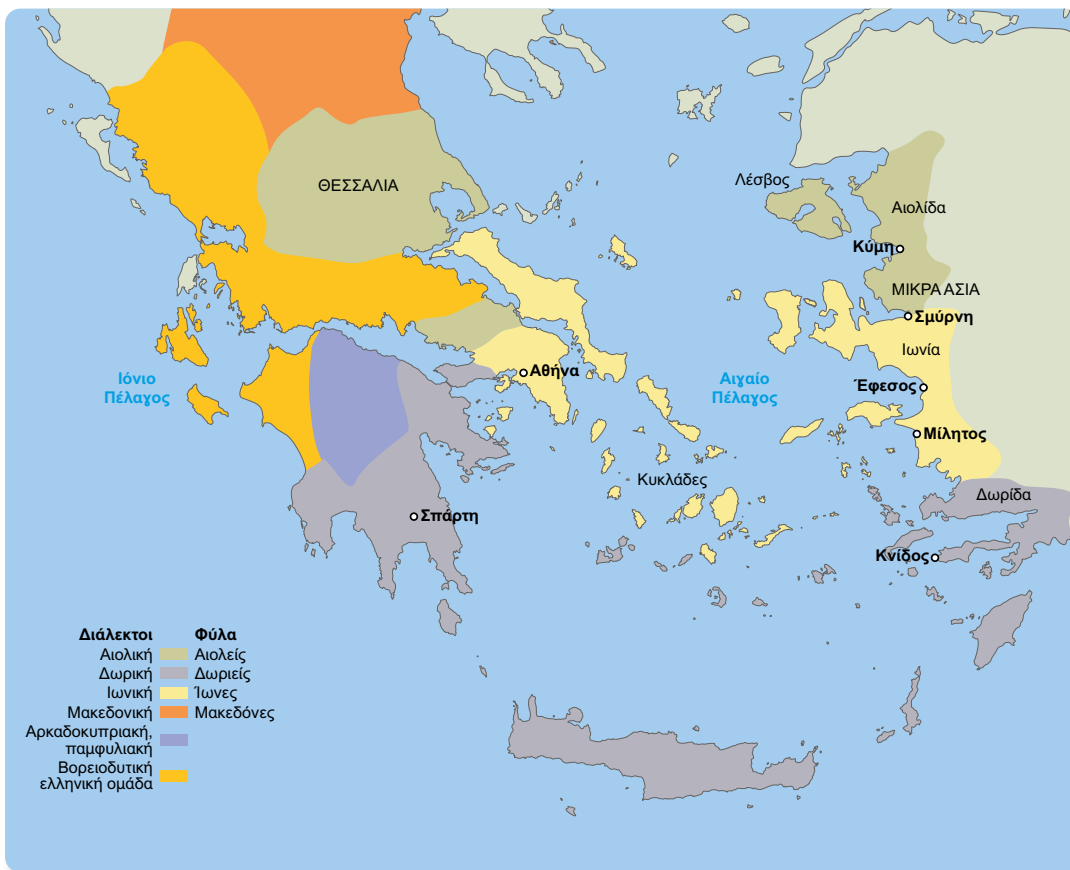 ΘΕΣΣΑΛΙΑ
Λέσβος
Αιολίδα
Κύμη
ΜΙΚΡΑ ΑΣΙΑ
Σμύρνη
Ιωνία
Ιόνιο
Πέλαγος
Αθήνα
Αιγαίο
Πέλαγος
Έφεσος
Μίλητος
Κυκλάδες
Δωρίδα
Σπάρτη
Κνίδος
Διάλεκτοι Φύλα
Αιολική Αιολείς
Δωρική Δωριείς
Ιωνική Ίωνες
Μακεδονική Μακεδόνες
Αρκαδοκυπριακή,
παμφυλιακή
Βορειοδυτική
ελληνική ομάδα